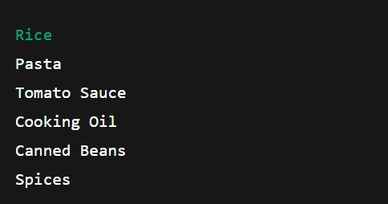 Rice
Pasta
Tomato Sauce
Cooking Oil
Canned Beans
Spices